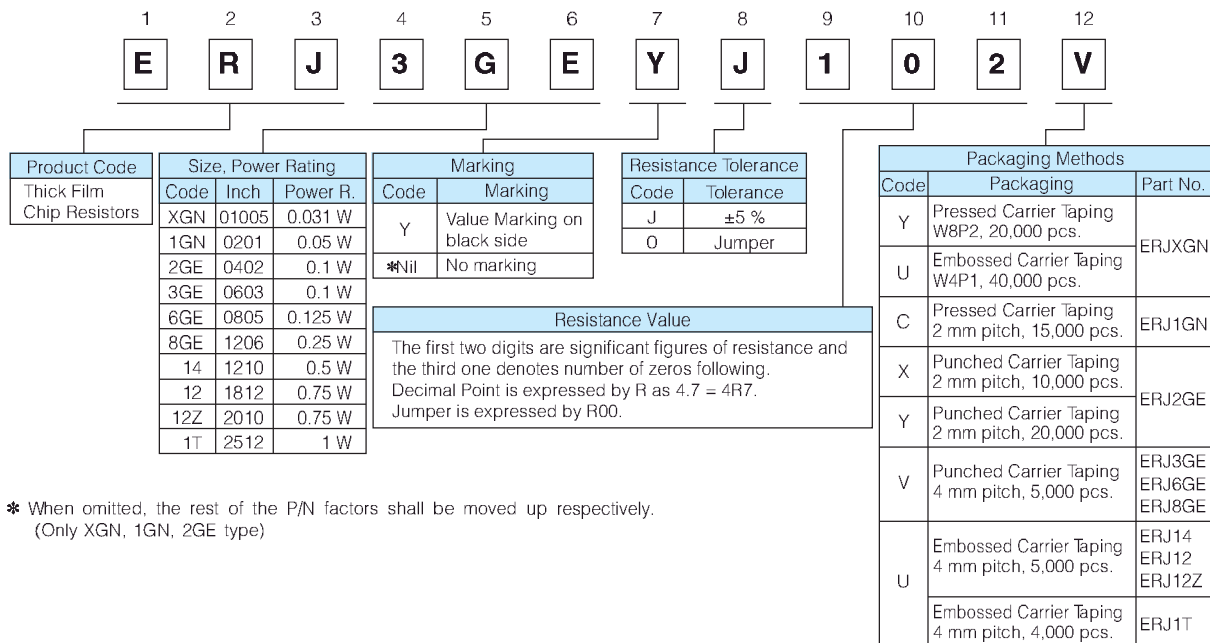 1 2 3 4 5 6 7 8 9 10 11 12
E R J 3 G E Y J 1 0 2 V
Product Code
Thick Film
Chip Resistors
Size, Power Rating
Code Inch Power R.
XGN 01005 0.031 W
1GN 0201 0.05 W
2GE 0402 0.1 W
3GE 0603 0.1 W
6GE 0805 0.125 W
8GE 1206 0.25 W
14 1210 0.5 W
12 1812 0.75 W
12Z 2010 0.75 W
1T 2512 1 W
Marking
Code Marking
Y Value Marking on
black side
✱Nil No marking
Resistance Tolerance
Code Tolerance
J ±5 %
0 Jumper
Resistance Value
The first two digits are significant figures of resistance and
the third one denotes number of zeros following.
Decimal Point is expressed by R as 4.7 = 4R7.
Jumper is expressed by R00.
Packaging Methods
Code Packaging Part No.
Y Pressed Carrier Taping
W8P2, 20,000 pcs.
ERJXGN
U Embossed Carrier Taping
W4P1, 40,000 pcs.
C Pressed Carrier Taping
2 mm pitch, 15,000 pcs. ERJ1GN
X Punched Carrier Taping
2 mm pitch, 10,000 pcs.
ERJ2GE
Y Punched Carrier Taping
2 mm pitch, 20,000 pcs.
V Punched Carrier Taping
4 mm pitch, 5,000 pcs.
ERJ3GE
ERJ6GE
ERJ8GE
U Embossed Carrier Taping
4 mm pitch, 5,000 pcs.
ERJ14
ERJ12
ERJ12Z
Embossed Carrier Taping
4 mm pitch, 4,000 pcs. ERJ1T
✱ When omitted, the rest of the P/N factors shall be moved up respectively.
(Only XGN, 1GN, 2GE type)